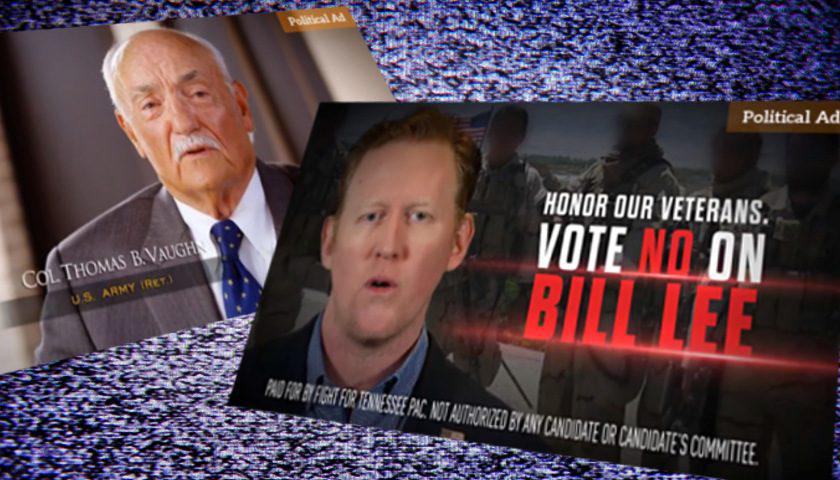 Political Ad
COL. THOMAS B. VAUGHN
U.S. ARMY (RET.)
Political Ad
HONOR OUR VETERANS.
VOTE NO ON
BILL LEE
PAID FOR BY FIGHT FOR TENNESSEE PAC. NOT AUTHORIZED BY ANY CANDIDATE OR CANDIDATE'S COMMITTEE.